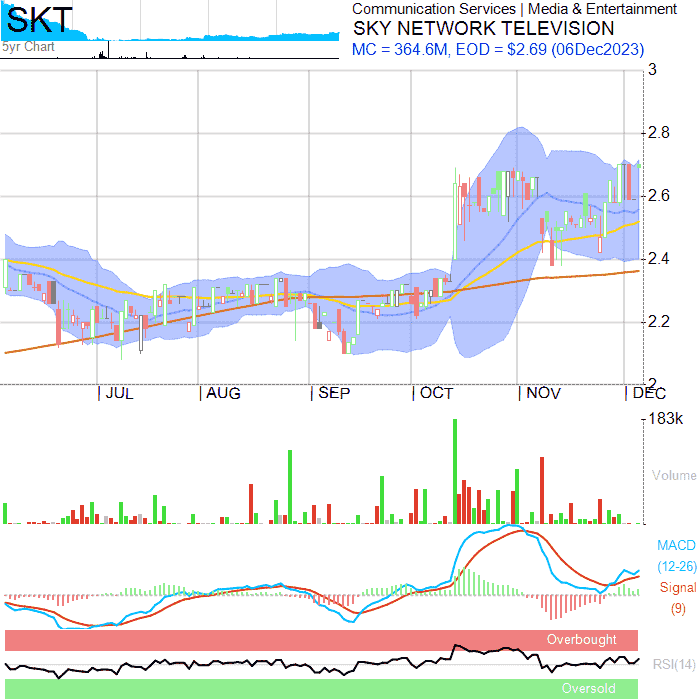 SKT
5yr Chart
Communication Services | Media & Entertainment
SKY NETWORK TELEVISION
MC = 364.6M, EOD = $2.69 (06Dec2023)
3
2.8
2.6
2.4
2.2
2
JUL
AUG
SEP
OCT
NOV
DEC
183k
Volume
MACD
(12-26)
Signal
(9)
Overbought
RSI(14)
Oversold